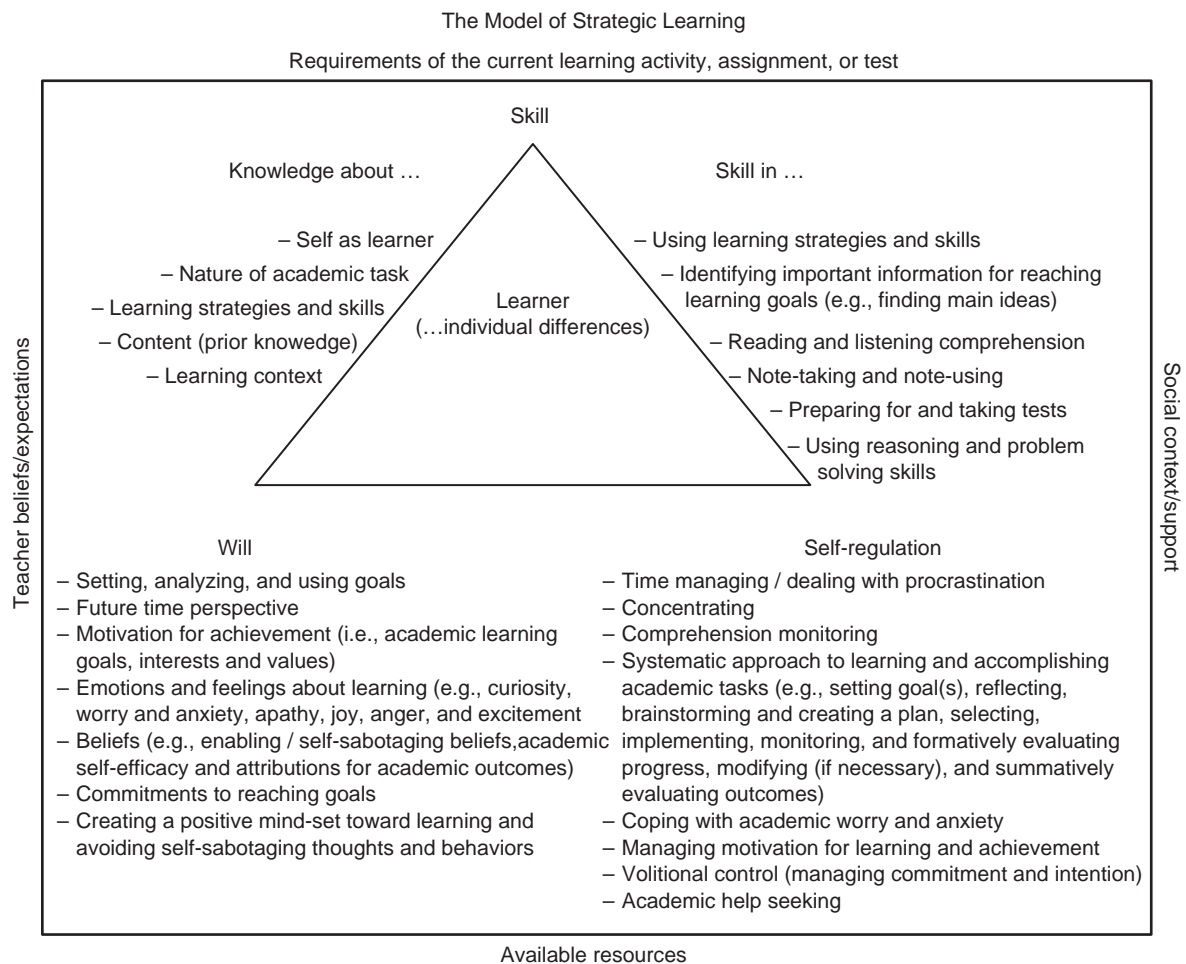 The Model of Strategic Learning
Requirements of the current learning activity, assignment, or test
Skill
Knowledge about …
– Self as learner
– Nature of academic task
– Learning strategies and skills
– Content (prior knowedge)
– Learning context
Learner
(…individual differences)
Skill in …
– Using learning strategies and skills
– Identifying important information for reaching
learning goals (e.g., finding main ideas)
– Reading and listening comprehension
– Note-taking and note-using
– Preparing for and taking tests
– Using reasoning and problem
solving skills
Teacher beliefs/expectations
Social context/support
Will
– Setting, analyzing, and using goals
– Future time perspective
– Motivation for achievement (i.e., academic learning
goals, interests and values)
– Emotions and feelings about learning (e.g., curiosity,
worry and anxiety, apathy, joy, anger, and excitement
– Beliefs (e.g., enabling / self-sabotaging beliefs,academic
self-efficacy and attributions for academic outcomes)
– Commitments to reaching goals
– Creating a positive mind-set toward learning and
avoiding self-sabotaging thoughts and behaviors
Self-regulation
– Time managing / dealing with procrastination
– Concentrating
– Comprehension monitoring
– Systematic approach to learning and accomplishing
academic tasks (e.g., setting goal(s), reflecting,
brainstorming and creating a plan, selecting,
implementing, monitoring, and formatively evaluating
progress, modifying (if necessary), and summatively
evaluating outcomes)
– Coping with academic worry and anxiety
– Managing motivation for learning and achievement
– Volitional control (managing commitment and intention)
– Academic help seeking
Available resources